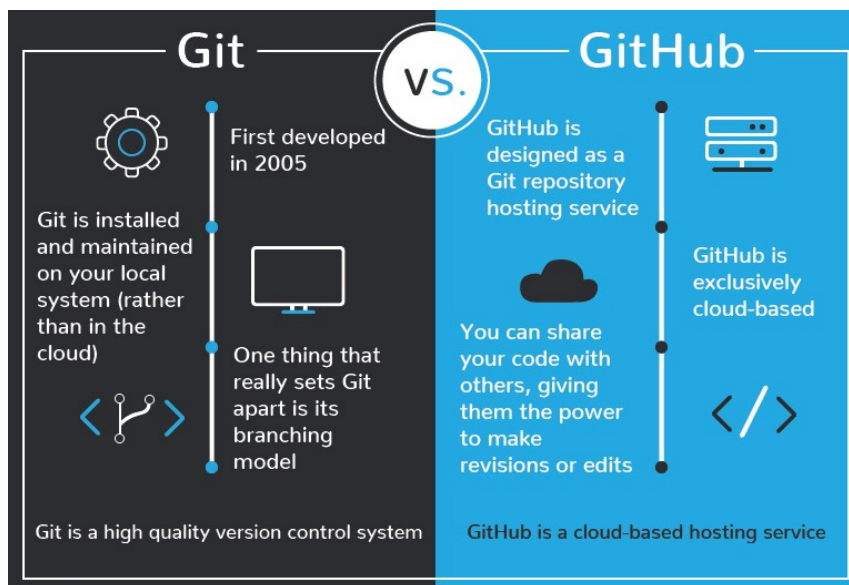 Git
vs.
GitHub
First developed
in 2005
Git is installed
and maintained
on your local
system (rather
than in the
cloud)
One thing that
really sets Git
apart is its
branching
model
Git is a high quality version control system
GitHub is
designed as a
Git repository
hosting service
GitHub is
exclusively
cloud-based
You can share
your code with
others, giving
them the power
to make
revisions or edits
GitHub is a cloud-based hosting service